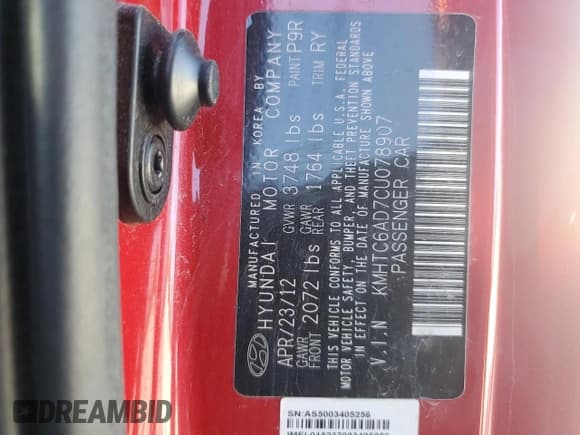 MANUFACTURED IN KOREA BY
HYUNDAI MOTOR COMPANY
APR/23/12 GVWR 3748 lbs PAINT P9R
GAWR FRONT 2072 lbs GAWR REAR 1764 lbs TRIM RY
THIS VEHICLE CONFORMS TO ALL APPLICABLE U.S.A. FEDERAL
MOTOR VEHICLE SAFETY, BUMPER, AND THEFT PREVENTION STANDARDS
IN EFFECT ON THE DATE OF MANUFACTURE SHOWN ABOVE
V.I.N KMHTC6AD7CU078907
PASSENGER CAR
SN:AS5003405256
DREAMBID